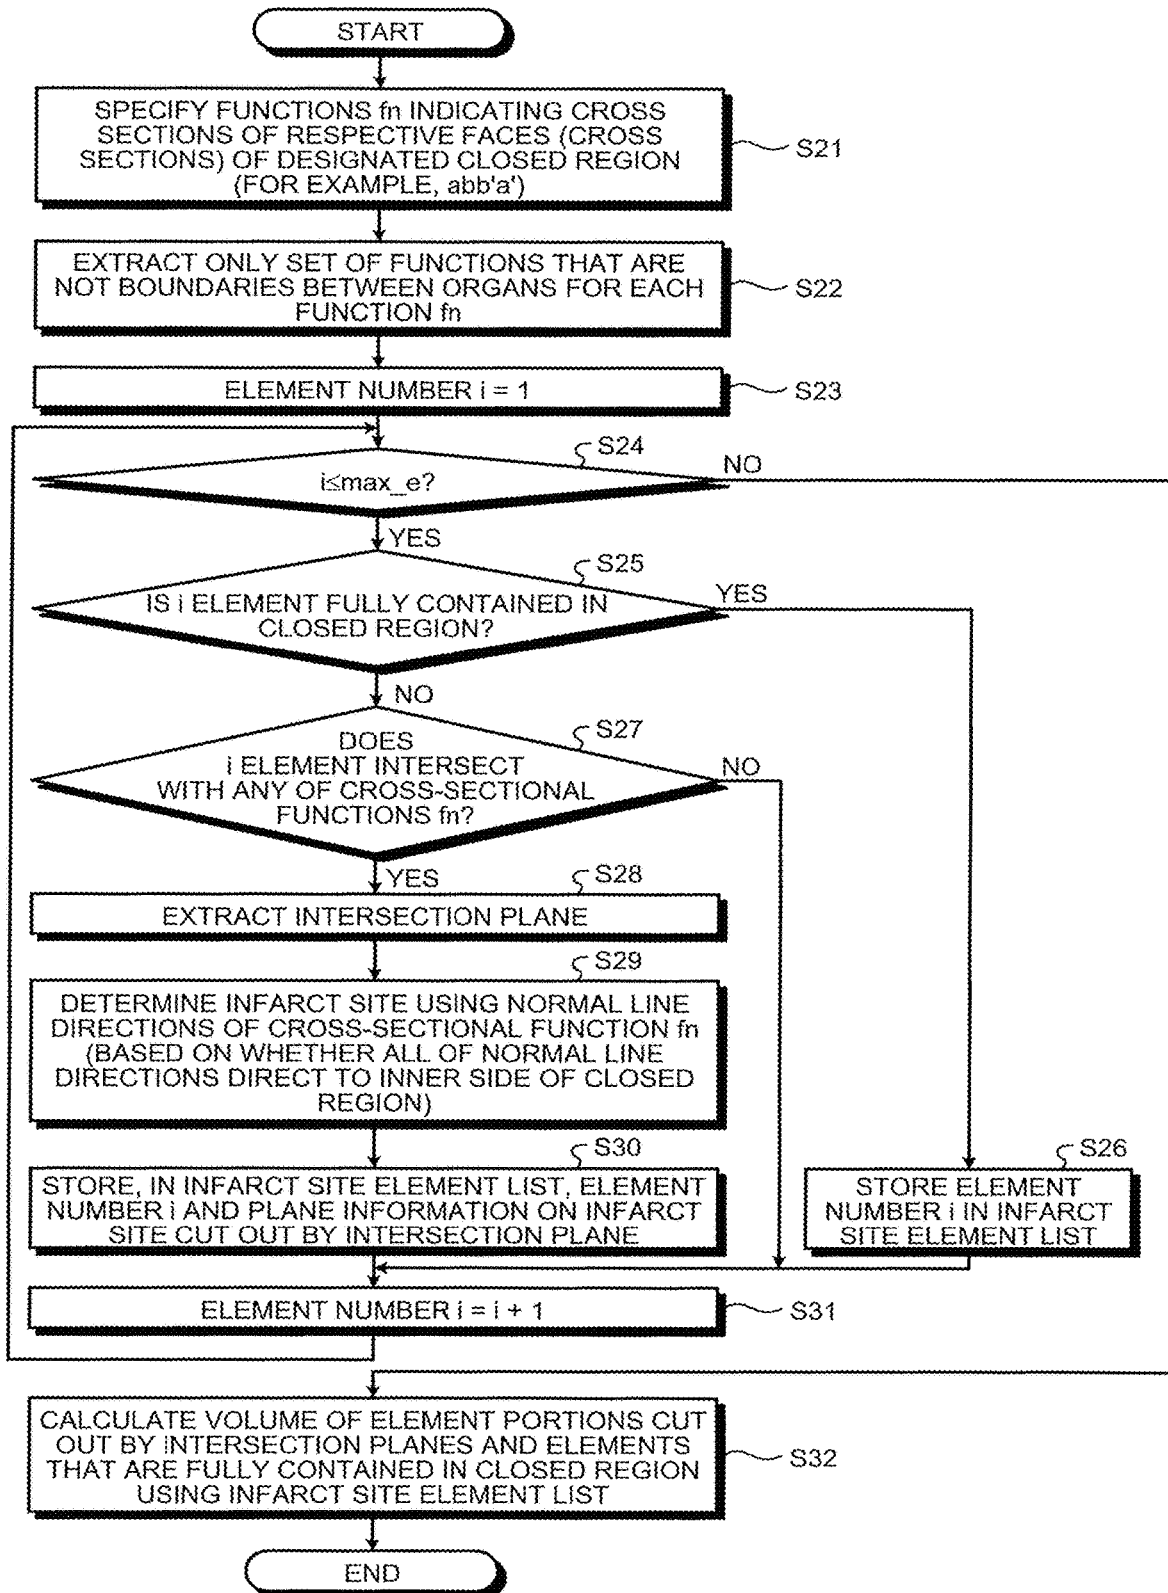 START
SPECIFY FUNCTIONS fn INDICATING CROSS
SECTIONS OF RESPECTIVE FACES (CROSS
SECTIONS) OF DESIGNATED CLOSED REGION
(FOR EXAMPLE, abb'a')
S21
EXTRACT ONLY SET OF FUNCTIONS THAT ARE
NOT BOUNDARIES BETWEEN ORGANS FOR EACH
FUNCTION fn
S22
ELEMENT NUMBER i = 1
S23
S24
i≤max_e?
NO
YES
S25
IS i ELEMENT FULLY CONTAINED IN
CLOSED REGION?
YES
NO
S27
DOES
i ELEMENT INTERSECT
WITH ANY OF CROSS-SECTIONAL
FUNCTIONS fn?
NO
YES
S28
EXTRACT INTERSECTION PLANE
S29
DETERMINE INFARCT SITE USING NORMAL LINE
DIRECTIONS OF CROSS-SECTIONAL FUNCTION fn
(BASED ON WHETHER ALL OF NORMAL LINE
DIRECTIONS DIRECT TO INNER SIDE OF CLOSED
REGION)
S30
STORE, IN INFARCT SITE ELEMENT LIST, ELEMENT
NUMBER i AND PLANE INFORMATION ON INFARCT
SITE CUT OUT BY INTERSECTION PLANE
S26
STORE ELEMENT
NUMBER i IN INFARCT
SITE ELEMENT LIST
ELEMENT NUMBER i = i + 1
S31
CALCULATE VOLUME OF ELEMENT PORTIONS CUT
OUT BY INTERSECTION PLANES AND ELEMENTS
THAT ARE FULLY CONTAINED IN CLOSED REGION
USING INFARCT SITE ELEMENT LIST
S32
END